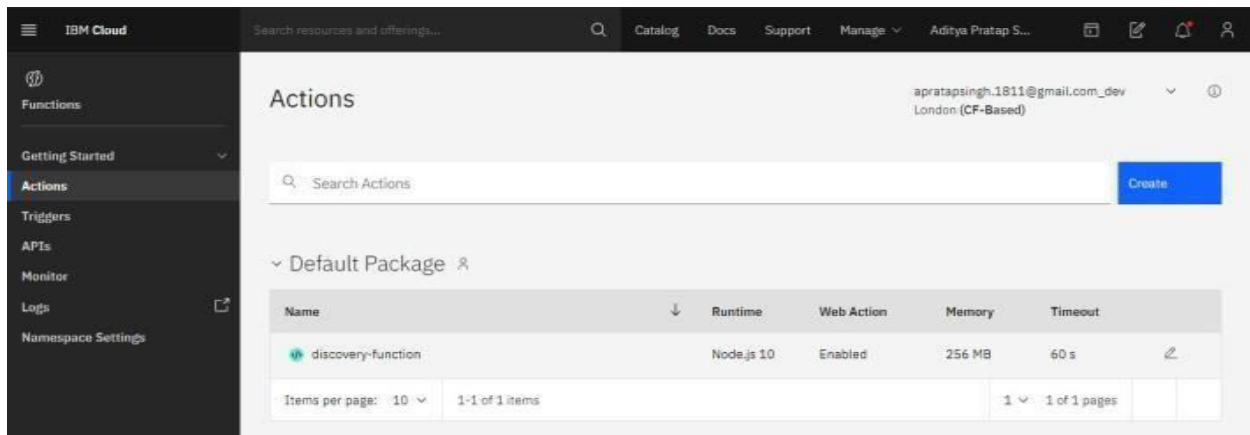 IBM Cloud
Search resources and offerings...
Catalog Docs Support Manage Aditya Pratap S...
Functions
Getting Started
Actions
Triggers
APIs
Monitor
Logs
Namespace Settings
Actions
apratapsingh.1811@gmail.com_dev
London (CF-Based)
Search Actions
Create
Default Package
Name Runtime Web Action Memory Timeout
discovery-function Node.js 10 Enabled 256 MB 60 s
Items per page: 10 1-1 of 1 items 1 1 of 1 pages